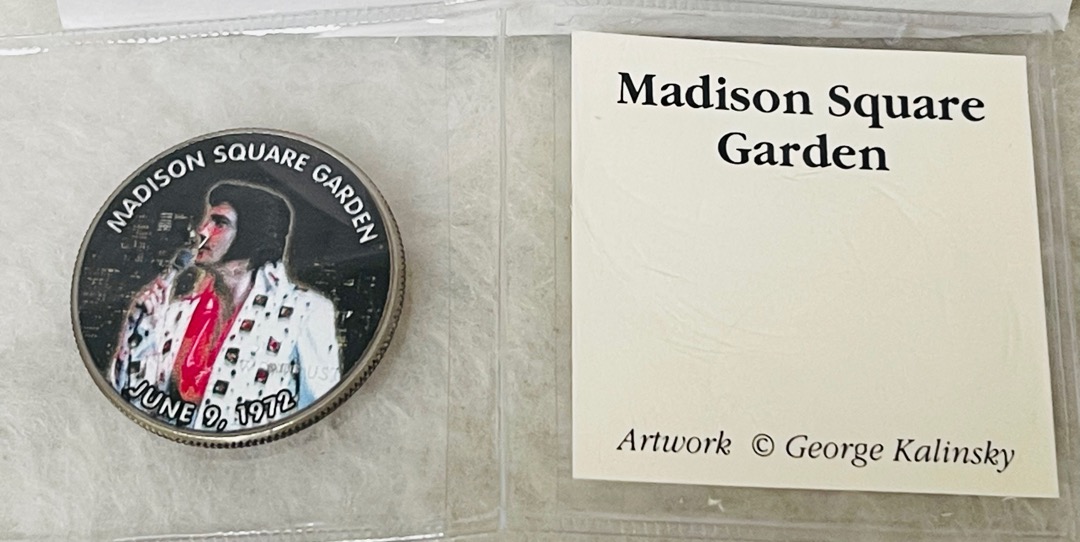 MADISON SQUARE GARDEN
JUNE 9, 1972
Madison Square
Garden
Artwork © George Kalinsky